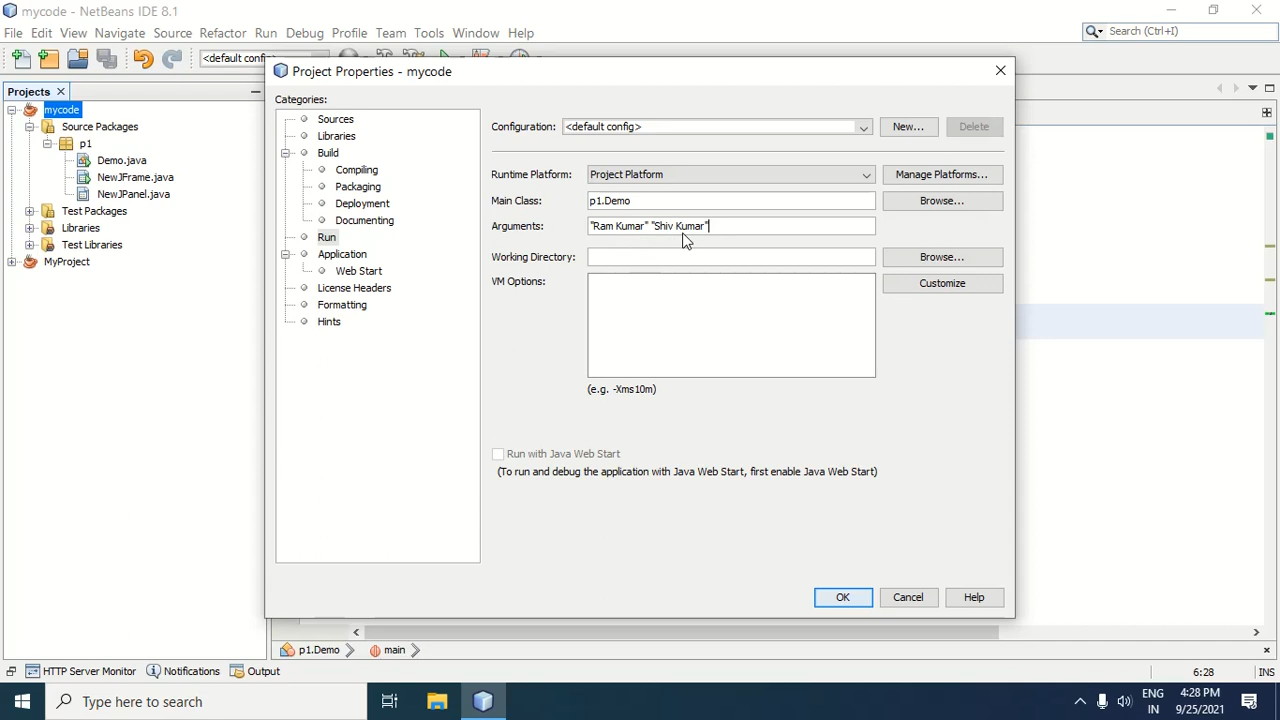 mycode - NetBeans IDE 8.1
File Edit View Navigate Source Refactor Run Debug Profile Team Tools Window Help
Search (Ctrl+I)
<default config>
Project Properties - mycode
Projects
mycode
Source Packages
p1
Demo.java
NewJFrame.java
NewJPanel.java
Test Packages
Libraries
Test Libraries
MyProject
Categories:
Sources
Libraries
Build
Compiling
Packaging
Deployment
Documenting
Run
Application
Web Start
License Headers
Formatting
Hints
Configuration: <default config> New... Delete
Runtime Platform: Project Platform Manage Platforms...
Main Class: p1.Demo Browse...
Arguments: "Ram Kumar" "Shiv Kumar"
Working Directory: Browse...
VM Options: Customize
(e.g. -Xms10m)
Run with Java Web Start
(To run and debug the application with Java Web Start, first enable Java Web Start)
OK Cancel Help
p1.Demo main
HTTP Server Monitor Notifications Output 6:28 INS
Type here to search
ENG
IN
4:28 PM
9/25/2021